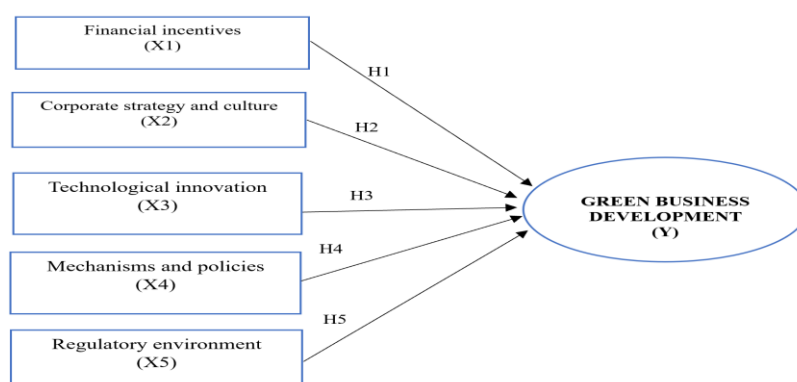 Financial incentives
(X1)
H1
Corporate strategy and culture
(X2)
H2
Technological innovation
(X3)
H3
Mechanisms and policies
(X4)
H4
Regulatory environment
(X5)
H5
GREEN BUSINESS
DEVELOPMENT
(Y)